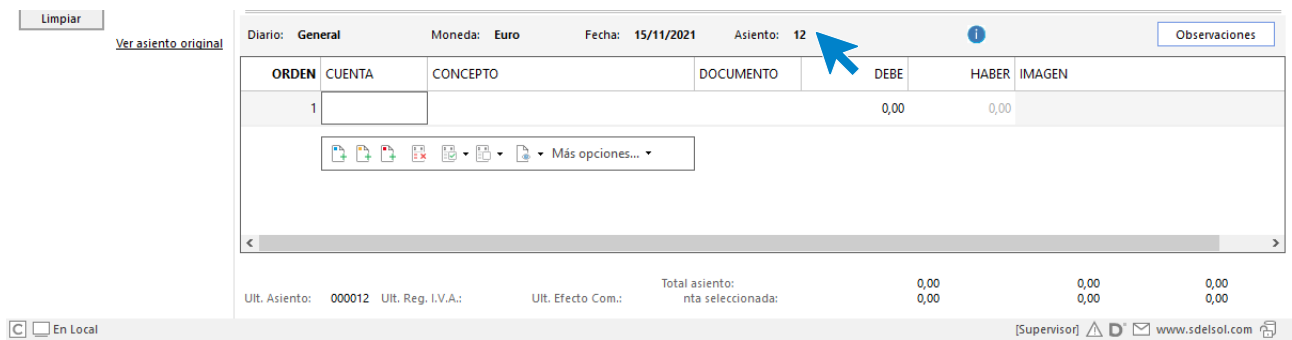 Limpiar
Ver asiento original
Diario: General Moneda: Euro Fecha: 15/11/2021 Asiento: 12 Observaciones
ORDEN CUENTA CONCEPTO DOCUMENTO DEBE HABER IMAGEN
1 0,00 0,00
Más opciones...
Total asiento: 0,00 0,00 0,00
Ult. Asiento: 000012 Ult. Reg. I.V.A.: Ult. Efecto Com.: nta seleccionada: 0,00 0,00 0,00
En Local [Supervisor] www.sdelsol.com